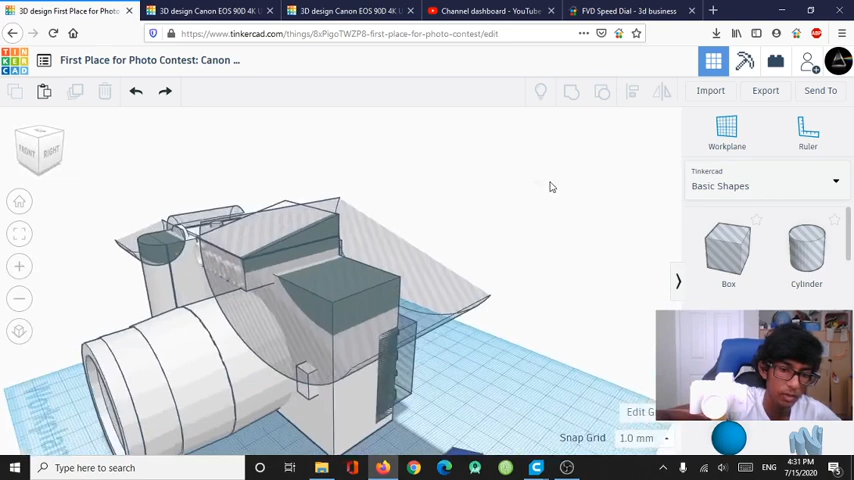 3D design First Place for Photo
3D design Canon EOS 90D 4K U
3D design Canon EOS 90D 4K U
Channel dashboard - YouTube
FVD Speed Dial - 3d business
https://www.tinkercad.com/things/8xPigoTWZP8-first-place-for-photo-contest/edit
ABP
TIN
KER
CAD
First Place for Photo Contest: Canon ...
Import
Export
Send To
FRONT
RIGHT
Workplane
Ruler
Tinkercad
Basic Shapes
Box
Cylinder
Edit G
Snap Grid
1.0 mm
Type here to search
ENG
4:31 PM
7/15/2020